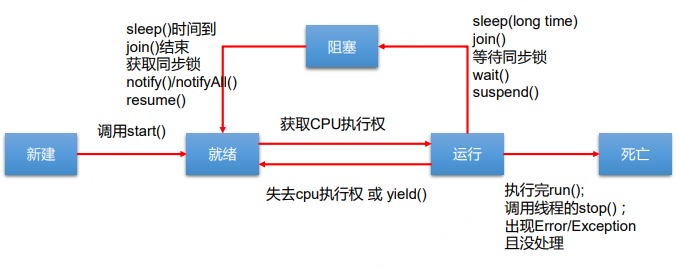 sleep()时间到
join()结束
获取同步锁
notify()/notifyAll()
resume()
阻塞
sleep(long time)
join()
等待同步锁
wait()
suspend()
新建
调用start()
就绪
获取CPU执行权
失去cpu执行权 或 yield()
运行
死亡
执行完run();
调用线程的stop() ;
出现Error/Exception
且没处理